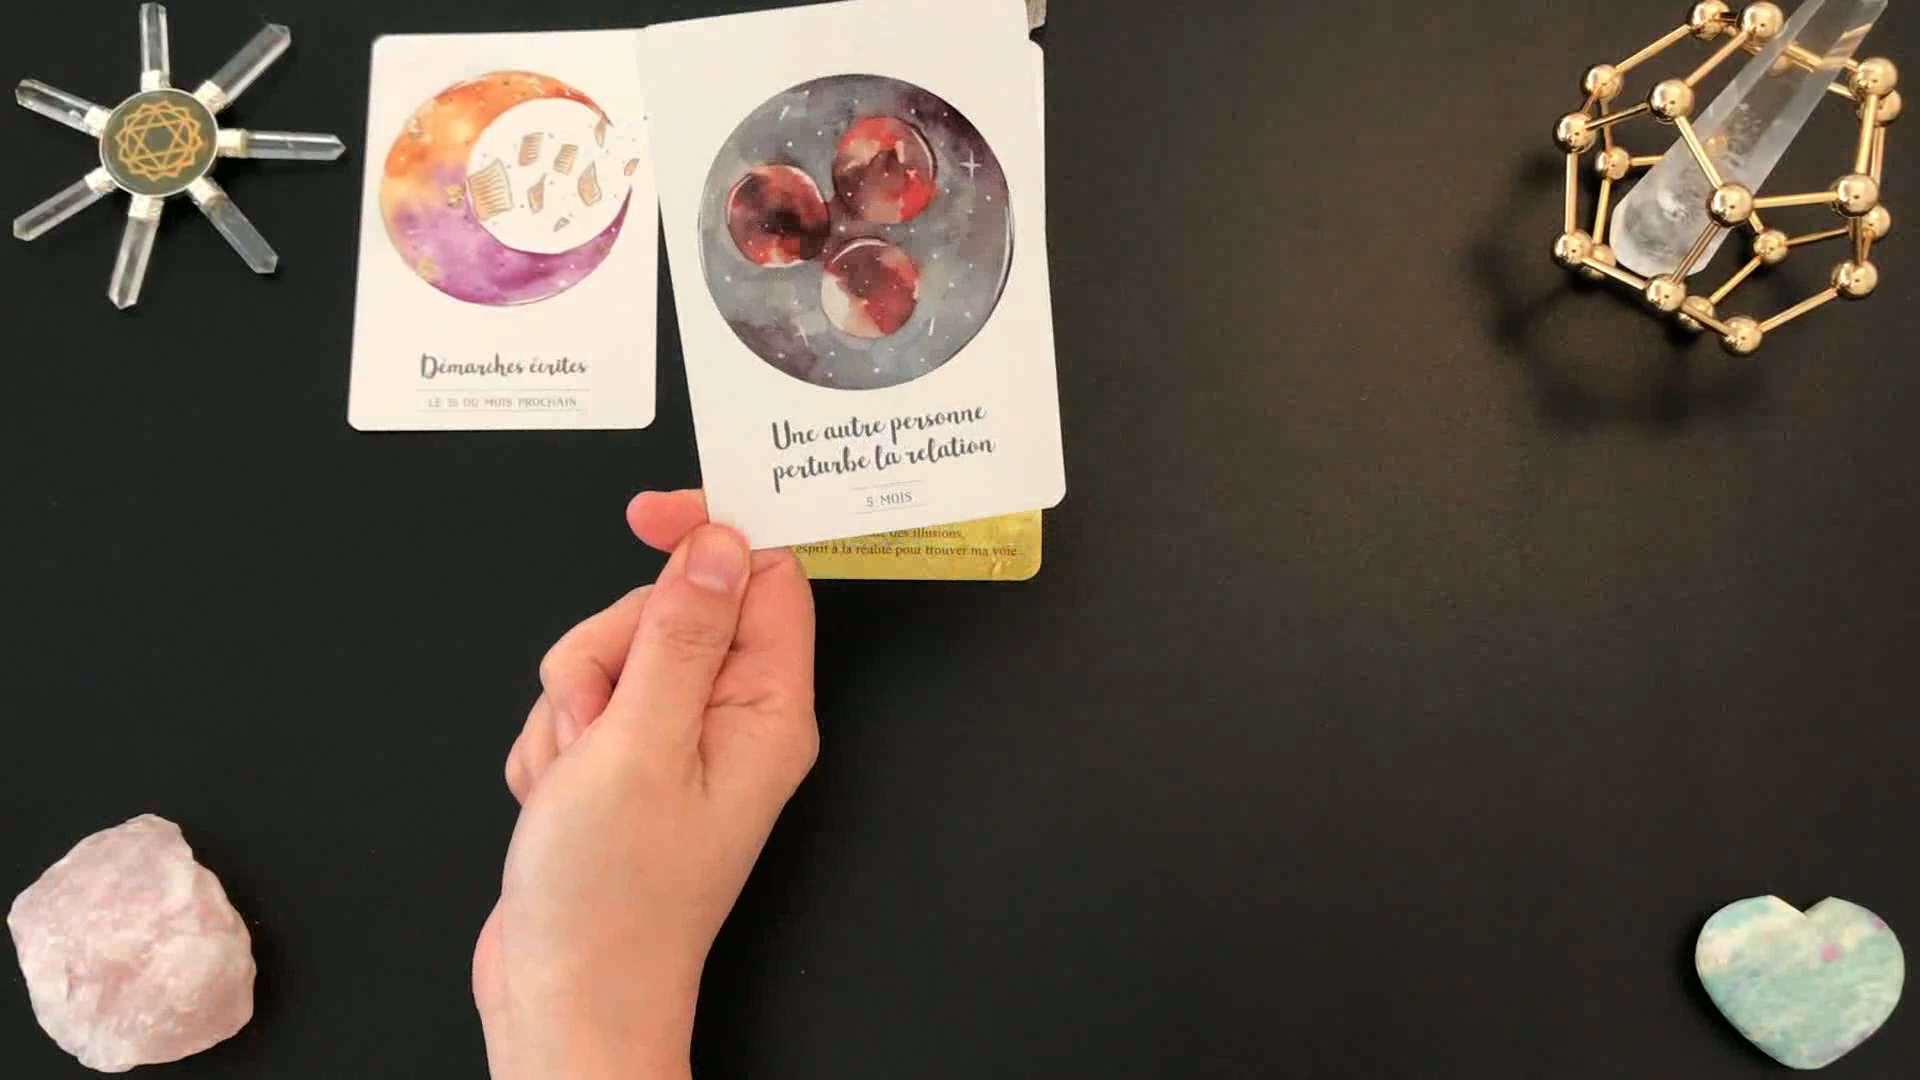 Démarches écrites
LE 15 DU MOIS PROCHAIN
Une autre personne
perturbe la relation
5 MOIS
des illusions,
esprit à la réalité pour trouver ma voie.